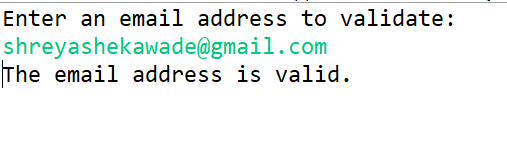 Enter an email address to validate:
shreyashekawade@gmail.com
The email address is valid.